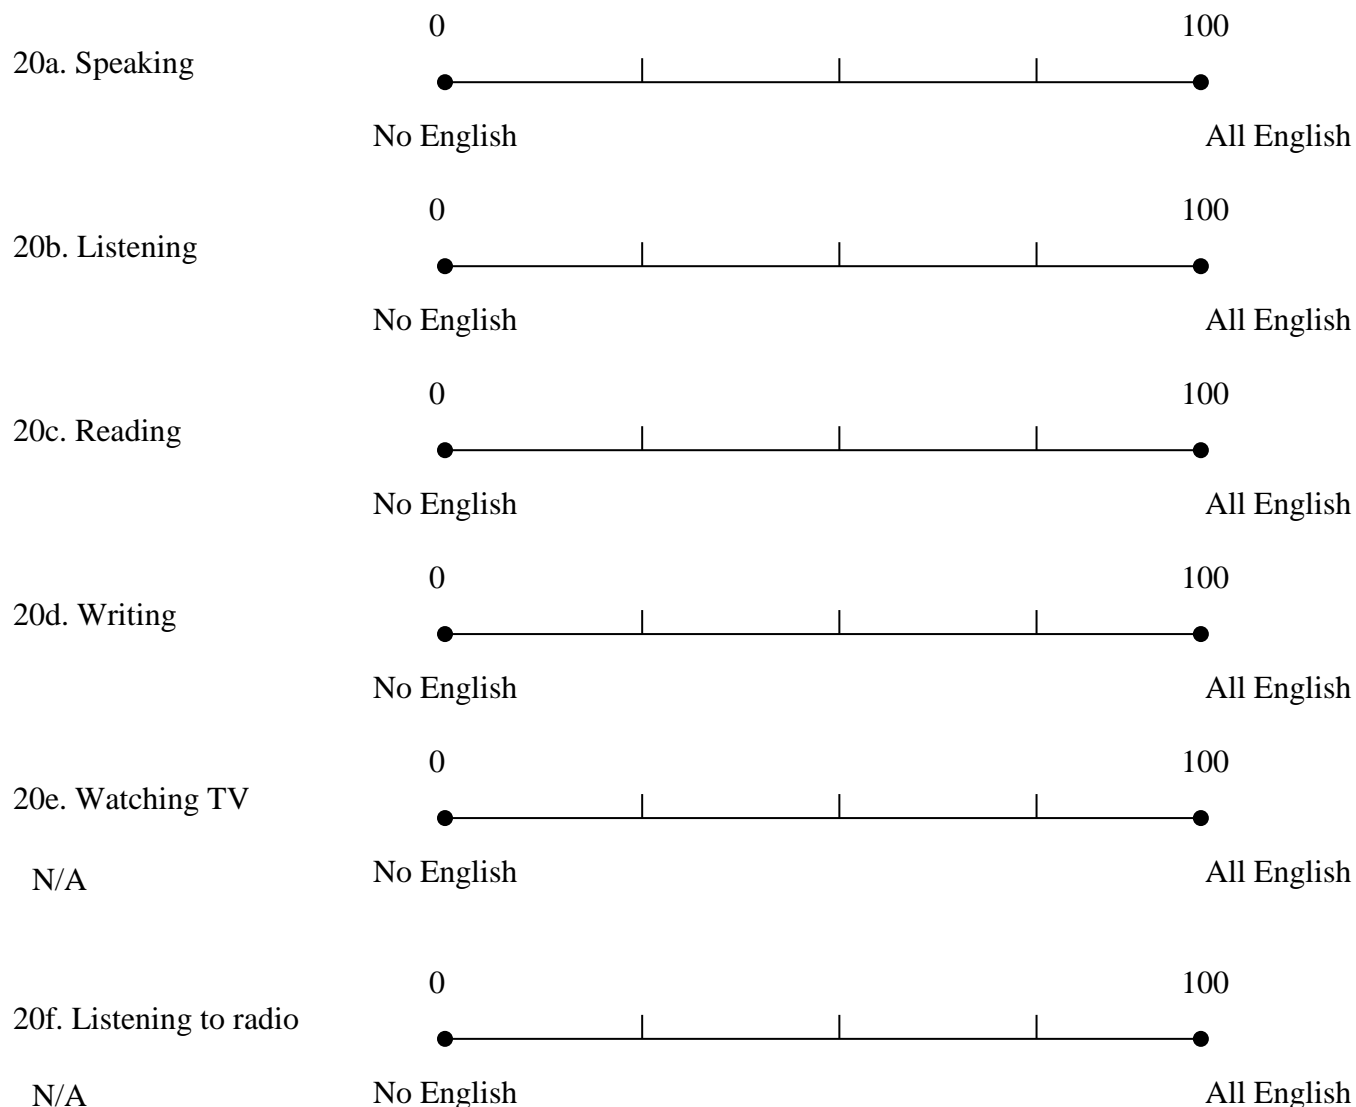 0 100
20a. Speaking
No English All English
0 100
20b. Listening
No English All English
0 100
20c. Reading
No English All English
0 100
20d. Writing
No English All English
0 100
20e. Watching TV
N/A No English All English
0 100
20f. Listening to radio
N/A No English All English